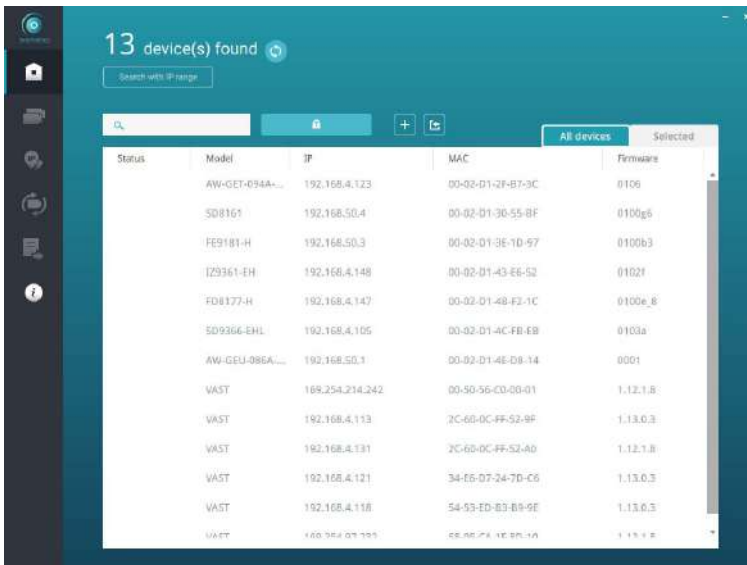 13 device(s) found
Search with IP range
All devices Selected
Status Model IP MAC Firmware
AW-GET-094A-... 192.168.4.123 00-02-D1-2F-B7-3C 0106
SD8161 192.168.50.4 00-02-D1-30-55-BF 0100g6
FE9181-H 192.168.50.3 00-02-D1-3E-1D-97 0100b3
IZ9361-EH 192.168.4.148 00-02-D1-43-E6-52 0102f
FD8177-H 192.168.4.147 00-02-D1-48-F2-1C 0100e_8
SD9366-EHL 192.168.4.105 00-02-D1-4C-FB-EB 0103a
AW-GEU-086A-... 192.168.50.1 00-02-D1-4E-D8-14 0001
VAST 169.254.214.242 00-50-56-C0-00-01 1.12.1.8
VAST 192.168.4.113 2C-60-0C-FF-52-9F 1.13.0.3
VAST 192.168.4.131 2C-60-0C-FF-52-A0 1.12.1.8
VAST 192.168.4.121 34-E6-D7-24-7D-C6 1.13.0.3
VAST 192.168.4.118 54-53-ED-B3-B9-9E 1.13.0.3
VAST